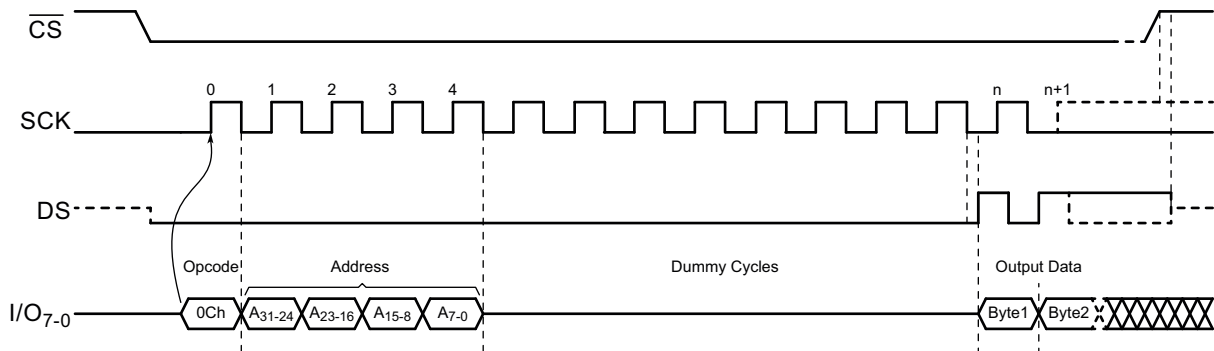 CS
0 1 2 3 4 n n+1
SCK
DS
Opcode Address Dummy Cycles Output Data
I/O7-0 0Ch A31-24 A23-16 A15-8 A7-0 Byte1 Byte2